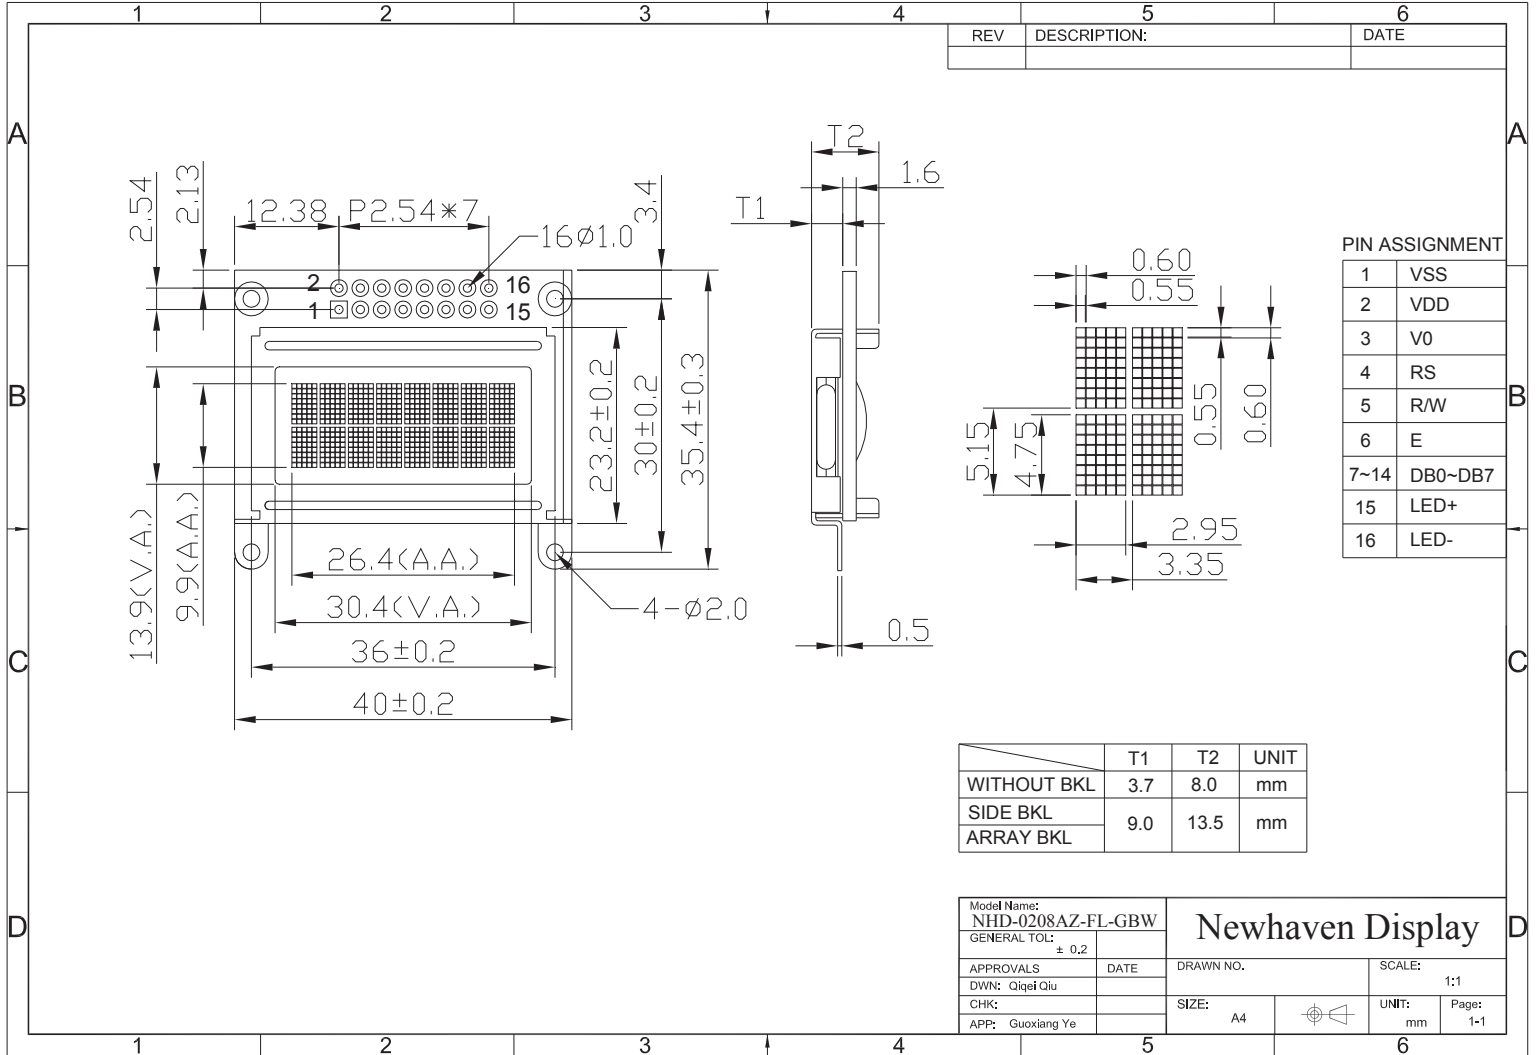 1 2 3 4 5 6
REV DESCRIPTION: DATE
A A
B B
C C
D D
2.54
2.13
12.38 P2.54*7
16ø1.0
3.4
2 16
1 15
23.2±0.2
30±0.2
35.4±0.3
13.9(V.A.)
9.9(A.A.)
26.4(A.A.)
30.4(V.A.)
4-ø2.0
36±0.2
40±0.2
T2
1.6
T1
0.5
0.60
0.55
0.55
0.60
5.15
4.75
2.95
3.35
PIN ASSIGNMENT
1 VSS
2 VDD
3 V0
4 RS
5 R/W
6 E
7~14 DB0~DB7
15 LED+
16 LED-
T1 T2 UNIT
WITHOUT BKL 3.7 8.0 mm
SIDE BKL
ARRAY BKL
9.0 13.5 mm
Model Name:
NHD-0208AZ-FL-GBW
Newhaven Display
GENERAL TOL:
± 0.2
APPROVALS DATE
DRAWN NO.
SCALE:
1:1
DWN: Qiqei Qiu
CHK:
SIZE:
A4
UNIT:
mm
Page:
1-1
APP: Guoxiang Ye
1 2 3 4 5 6